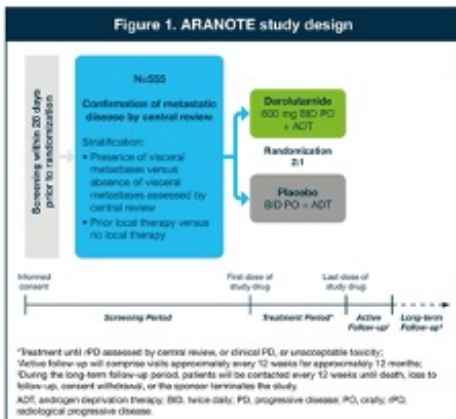 Figure 1. ARANOTE study design
Screening within 28 days
prior to randomization
N=555
Confirmation of metastatic
disease by central review
Stratification:
• Presence of visceral
metastases versus
absence of visceral
metastases assessed by
central review
• Prior local therapy versus
no local therapy
Darolutamide
600 mg BID PO
+ ADT
Randomization
2:1
Placebo
BID PO + ADT
Informed
consent
First dose of
study drug
Last dose of
study drug
Screening Period
Treatment Period*
Active
Follow-up†
Long-term
Follow-up‡
*Treatment until rPD assessed by central review, or clinical PD, or unacceptable toxicity;
†Active follow-up will comprise visits approximately every 12 weeks for approximately 12 months;
‡During the long-term follow-up period, patients will be contacted every 12 weeks until death, loss to
follow-up, consent withdrawal, or the sponsor terminates the study.
ADT, androgen deprivation therapy; BID, twice daily; PD, progressive disease; PO, orally; rPD,
radiological progressive disease.